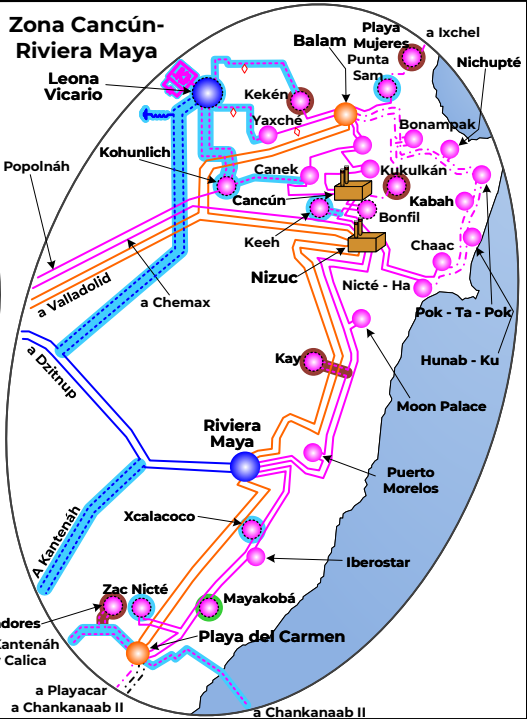 Zona Cancún-
Riviera Maya
Playa
Mujeres
a Ixchel
Balam
Punta
Sam
Nichupté
Leona
Vicario
Kekén
Yaxché
Bonampak
Kohunlich
Popolnáh
Canek
Kukulkán
Cancún
Kabah
Bonfil
Keeh
Chaac
Nizuc
Nicté - Ha
a Valladolid
a Chemax
Pok - Ta - Pok
a Dzitnup
Kay
Hunab - Ku
Moon Palace
Riviera
Maya
Puerto
Morelos
A Kantenáh
Xcalacoco
Iberostar
Zac Nicté
Mayakobá
adores
Kantenáh
Calica
Playa del Carmen
a Playacar
a Chankanaab II
a Chankanaab II